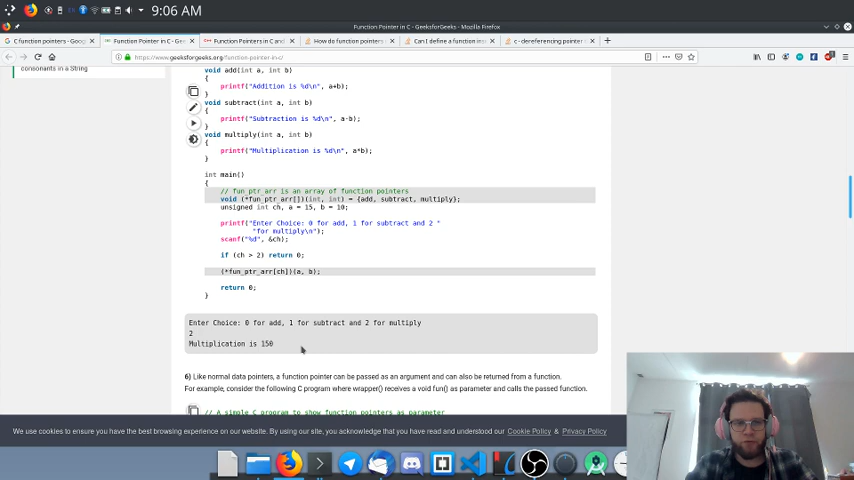 9:06 AM
Function Pointer in C - GeeksforGeeks - Mozilla Firefox
C function pointers - Goog
Function Pointer in C - Gee
Function Pointers in C and
How do function pointers
Can I define a function ins
c - dereferencing pointer
https://www.geeksforgeeks.org/function-pointer-in-c/
consonants in a String
void add(int a, int b)
{
printf("Addition is %d\n", a+b);
}
void subtract(int a, int b)
{
printf("Subtraction is %d\n", a-b);
}
void multiply(int a, int b)
{
printf("Multiplication is %d\n", a*b);
}
int main()
{
// fun_ptr_arr is an array of function pointers
void (*fun_ptr_arr[])(int, int) = {add, subtract, multiply};
unsigned int ch, a = 15, b = 10;
printf("Enter Choice: 0 for add, 1 for subtract and 2 "
"for multiply\n");
scanf("%d", &ch);
if (ch > 2) return 0;
(*fun_ptr_arr[ch])(a, b);
return 0;
}
Enter Choice: 0 for add, 1 for subtract and 2 for multiply
2
Multiplication is 150
6) Like normal data pointers, a function pointer can be passed as an argument and can also be returned from a function.
For example, consider the following C program where wrapper() receives a void fun() as parameter and calls the passed function.
// A simple C program to show function pointers as parameter
We use cookies to ensure you have the best browsing experience on our website. By using our site, you acknowledge that you have read and understood our Cookie Policy & Privacy Policy